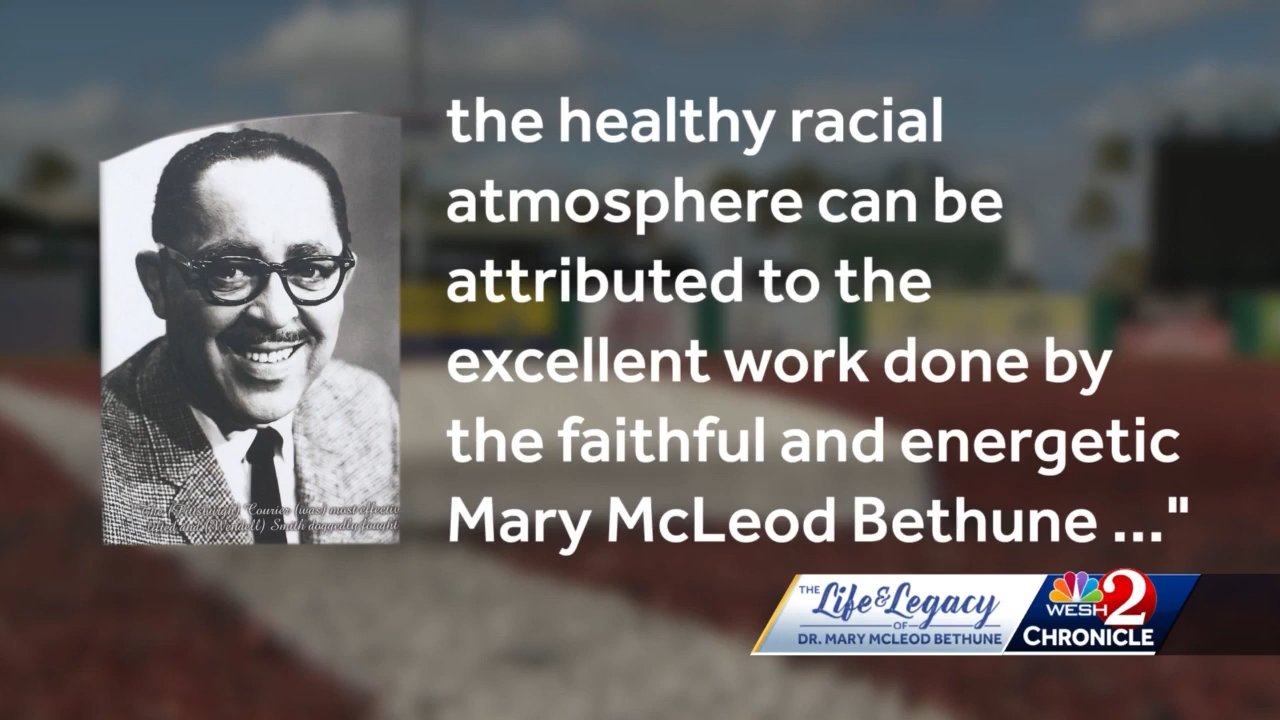 the healthy racial
atmosphere can be
attributed to the
excellent work done by
the faithful and energetic
Mary McLeod Bethune ..."
Courier (was) most effectiv
Smith doggedly fought
THE Life & Legacy
OF
DR. MARY MCLEOD BETHUNE
WESH 2
CHRONICLE